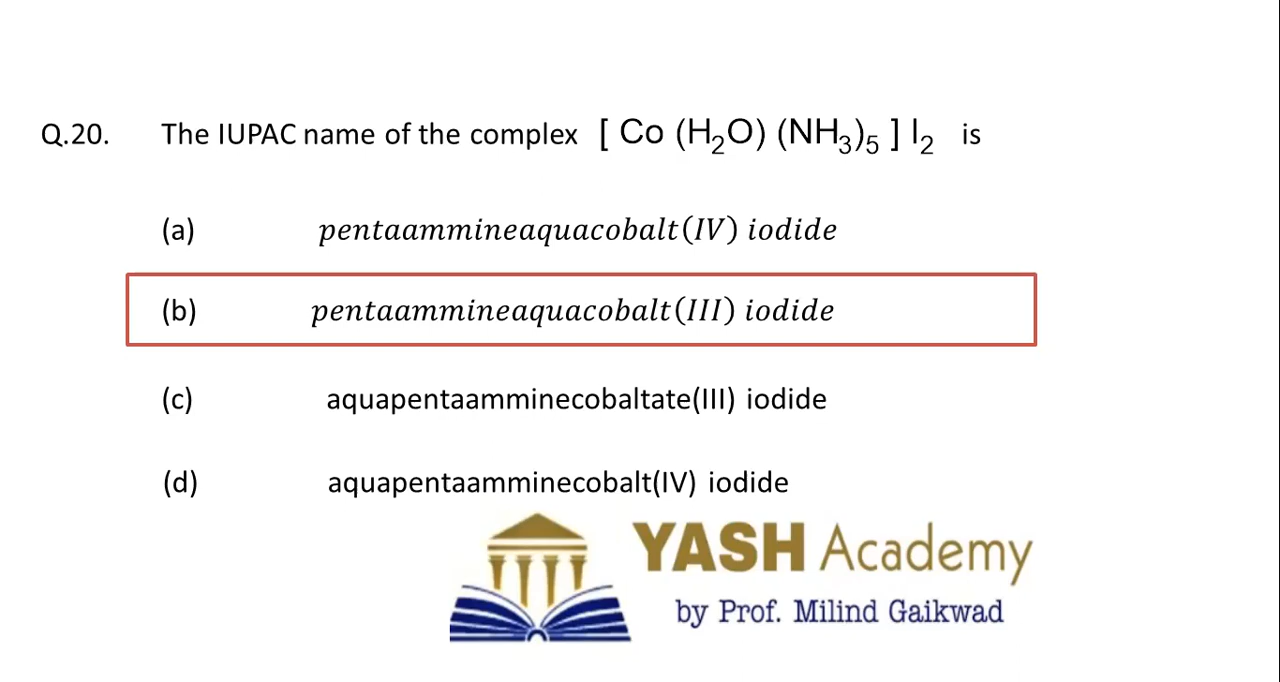 Q.20. The IUPAC name of the complex [ Co (H₂O) (NH₃)₅ ] I₂ is
(a) pentaammineaquacobalt(IV) iodide
(b) pentaammineaquacobalt(III) iodide
(c) aquapentaamminecobaltate(III) iodide
(d) aquapentaamminecobalt(IV) iodide
YASH Academy
by Prof. Milind Gaikwad